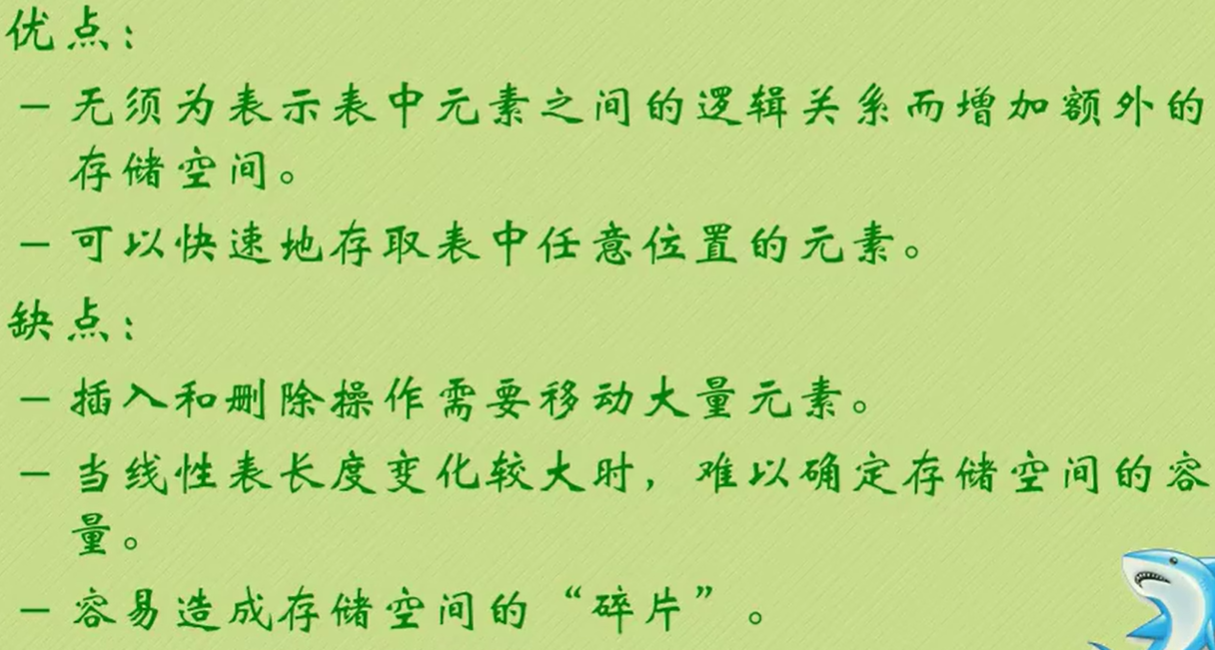 优点：
– 无须为表示表中元素之间的逻辑关系而增加额外的
存储空间。
– 可以快速地存取表中任意位置的元素。
缺点：
– 插入和删除操作需要移动大量元素。
– 当线性表长度变化较大时，难以确定存储空间的容
量。
– 容易造成存储空间的“碎片”。